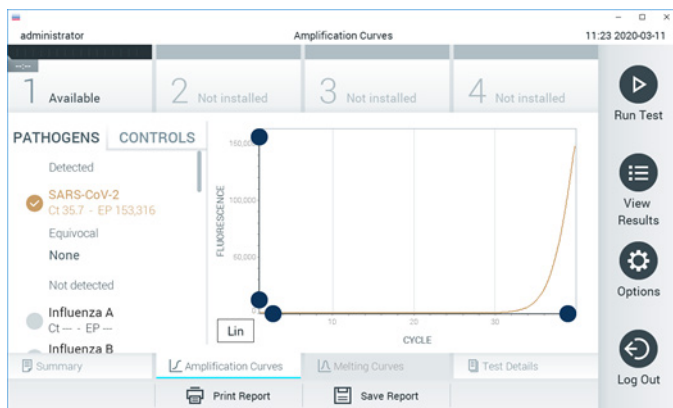 administrator
Amplification Curves
11:23 2020-03-11
1 Available
2 Not installed
3 Not installed
4 Not installed
Run Test
View
Results
Options
Log Out
PATHOGENS
CONTROLS
Detected
SARS-CoV-2
Ct 35.7 - EP 153,316
Equivocal
None
Not detected
Influenza A
Ct --- - EP ---
Influenza B
FLUORESCENCE
150,000
100,000
50,000
0
10
20
30
CYCLE
Lin
Summary
Amplification Curves
Melting Curves
Test Details
Print Report
Save Report